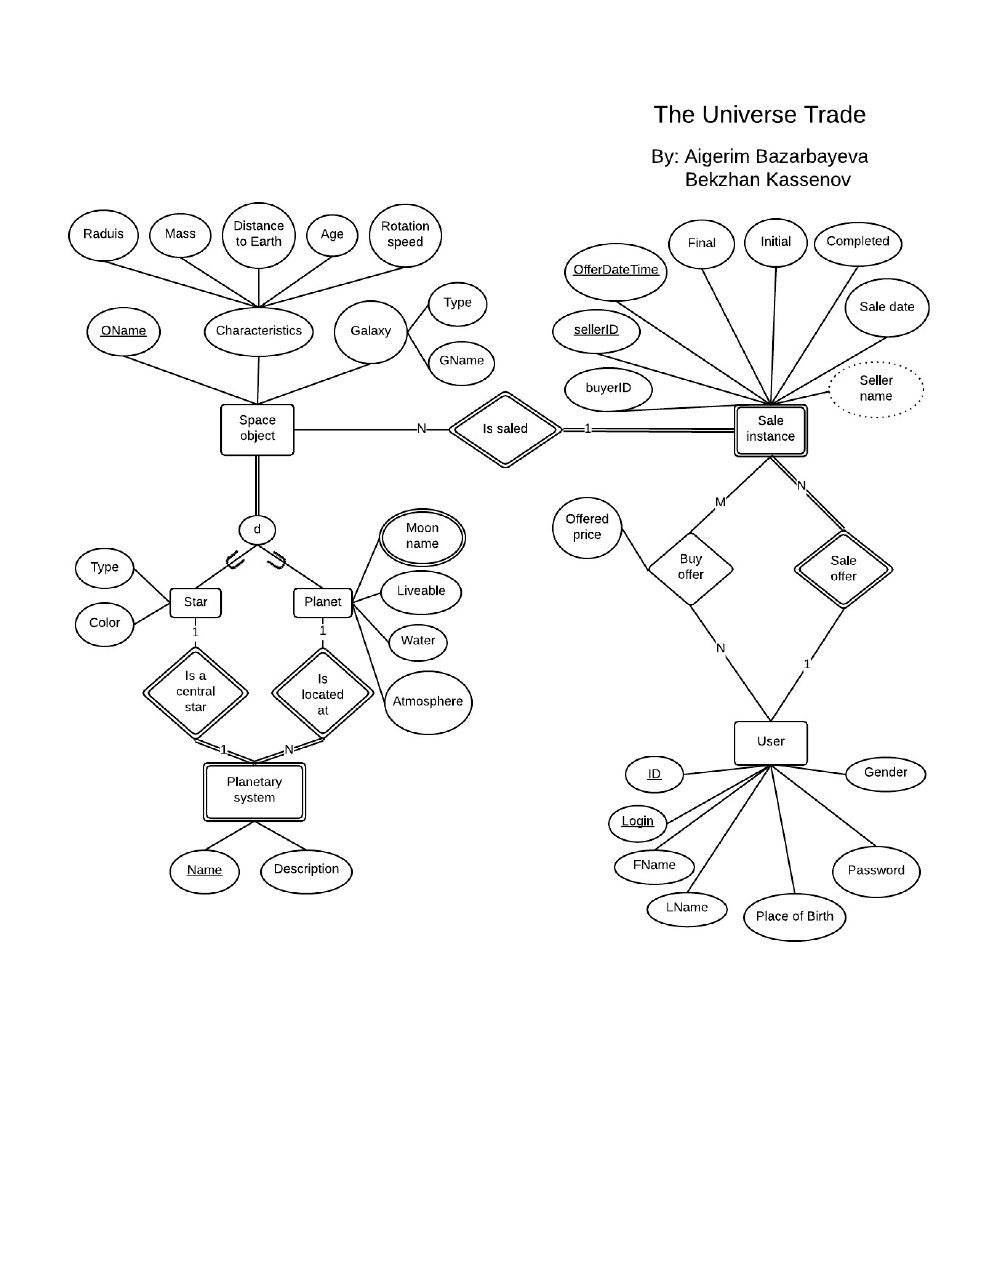 The Universe Trade
By: Aigerim Bazarbayeva
Bekzhan Kassenov
Raduis
Mass
Distance
to Earth
Age
Rotation
speed
OName
Characteristics
Galaxy
Type
GName
OfferDateTime
Final
Initial
Completed
sellerID
Sale date
buyerID
Seller
name
Space
object
N
Is saled
1
Sale
instance
M
N
d
Moon
name
Offered
price
Buy
offer
Sale
offer
Type
Color
Star
Planet
Liveable
Water
Atmosphere
1
1
Is a
central
star
Is
located
at
N
1
1
N
Planetary
system
Name
Description
User
ID
Gender
Login
FName
LName
Place of Birth
Password